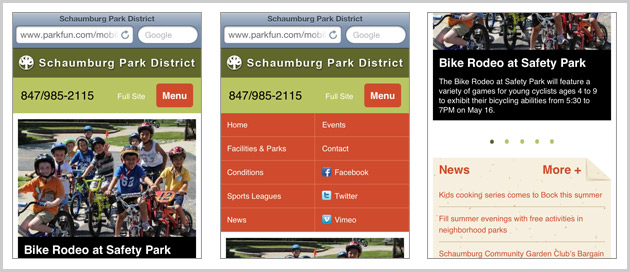 Schaumburg Park District
www.parkfun.com/mobi
Google
Schaumburg Park District
847/985-2115
Full Site
Menu
Bike Rodeo at Safety Park
Schaumburg Park District
www.parkfun.com/mobi
Google
Schaumburg Park District
847/985-2115
Full Site
Menu
Home
Events
Facilities & Parks
Contact
Conditions
Facebook
Sports Leagues
Twitter
News
Vimeo
Bike Rodeo at Safety Park
The Bike Rodeo at Safety Park will feature a
variety of games for young cyclists ages 4 to 9
to exhibit their bicycling abilities from 5:30 to
7PM on May 16.
News
More +
Kids cooking series comes to Bock this summer
Fill summer evenings with free activities in
neighborhood parks
Schaumburg Community Garden Club's Bargain